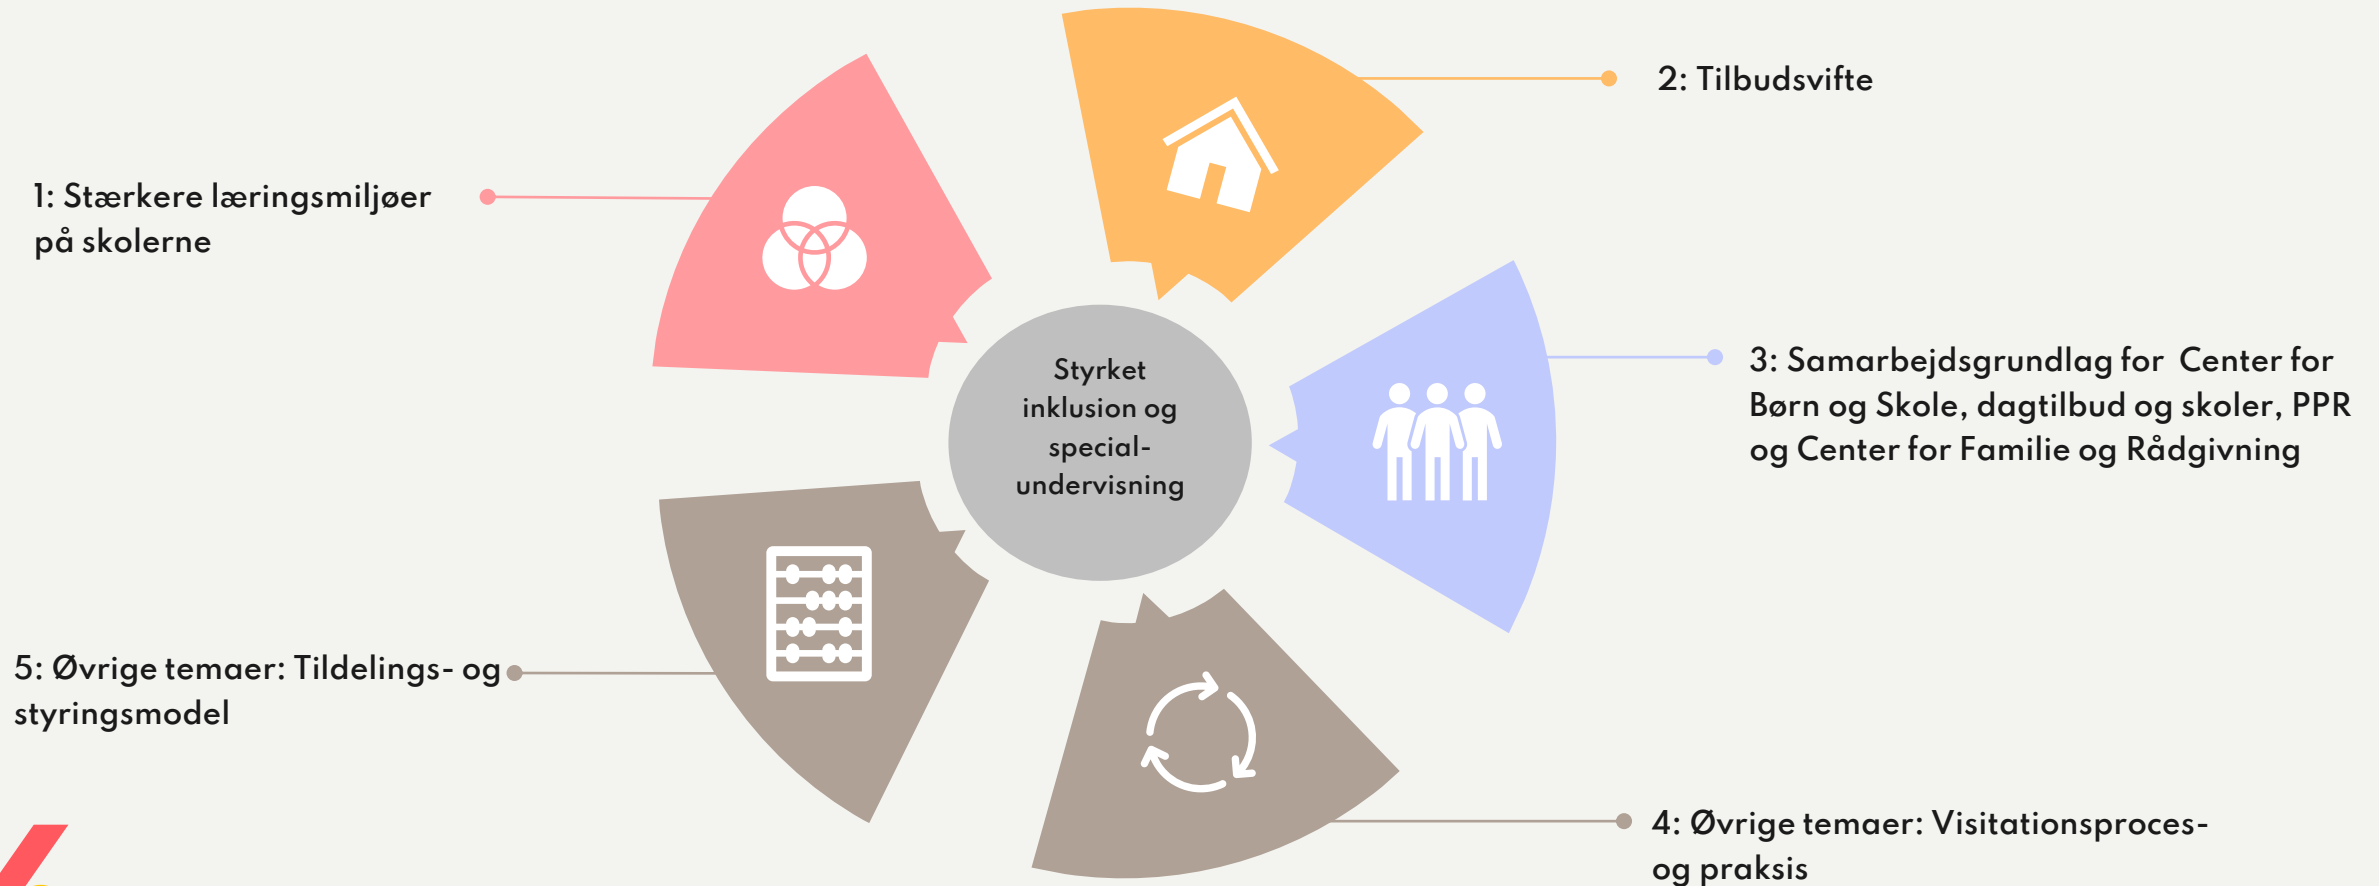 1: Stærkere læringsmiljøer
på skolerne
2: Tilbudsvifte
3: Samarbejdsgrundlag for Center for
Børn og Skole, dagtilbud og skoler, PPR
og Center for Familie og Rådgivning
Styrket
inklusion og
special-
undervisning
4: Øvrige temaer: Visitationsproces-
og praksis
5: Øvrige temaer: Tildelings- og
styringsmodel